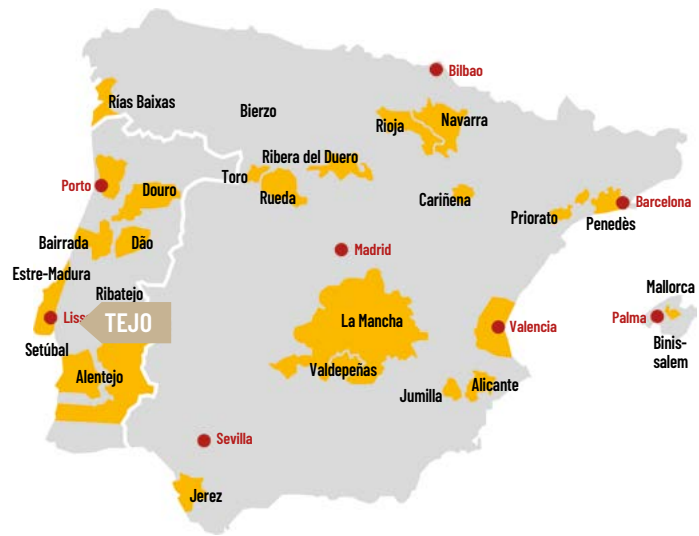 Bilbao
Rías Baixas
Bierzo
Rioja
Navarra
Ribera del Duero
Toro
Porto
Douro
Rueda
Cariñena
Priorato
Barcelona
Penedès
Bairrada
Dão
Madrid
Estre-Madura
Ribatejo
Mallorca
Liss
TEJO
La Mancha
Valencia
Palma
Setúbal
Binis-
salem
Valdepeñas
Alentejo
Jumilla
Alicante
Sevilla
Jerez